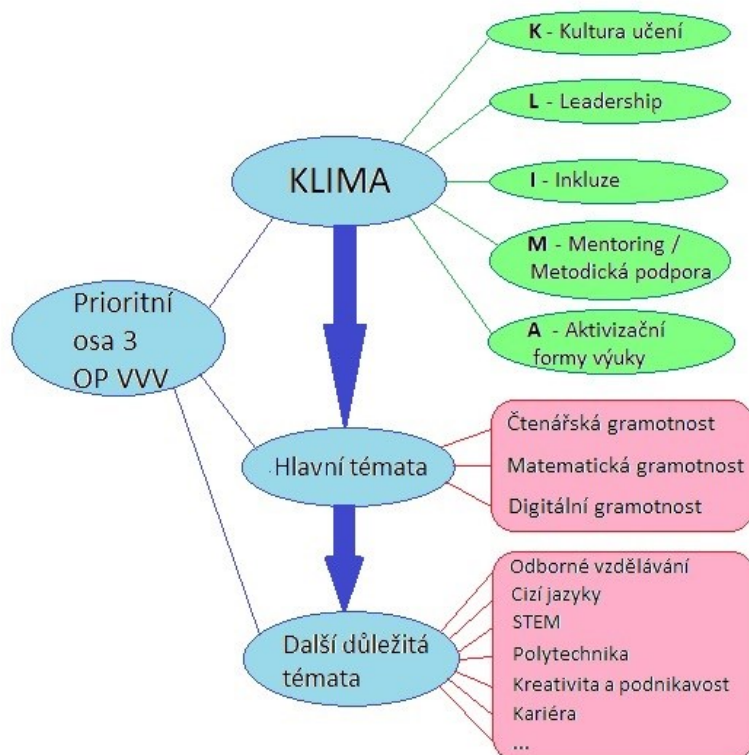 K - Kultura učení
L - Leadership
KLIMA
I - Inkluze
M - Mentoring /
Metodická podpora
Prioritní
osa 3
OP VVV
A - Aktivizační
formy výuky
Hlavní témata
Čtenářská gramotnost
Matematická gramotnost
Digitální gramotnost
Další důležitá
témata
Odborné vzdělávání
Cizí jazyky
STEM
Polytechnika
Kreativita a podnikavost
Kariéra
...